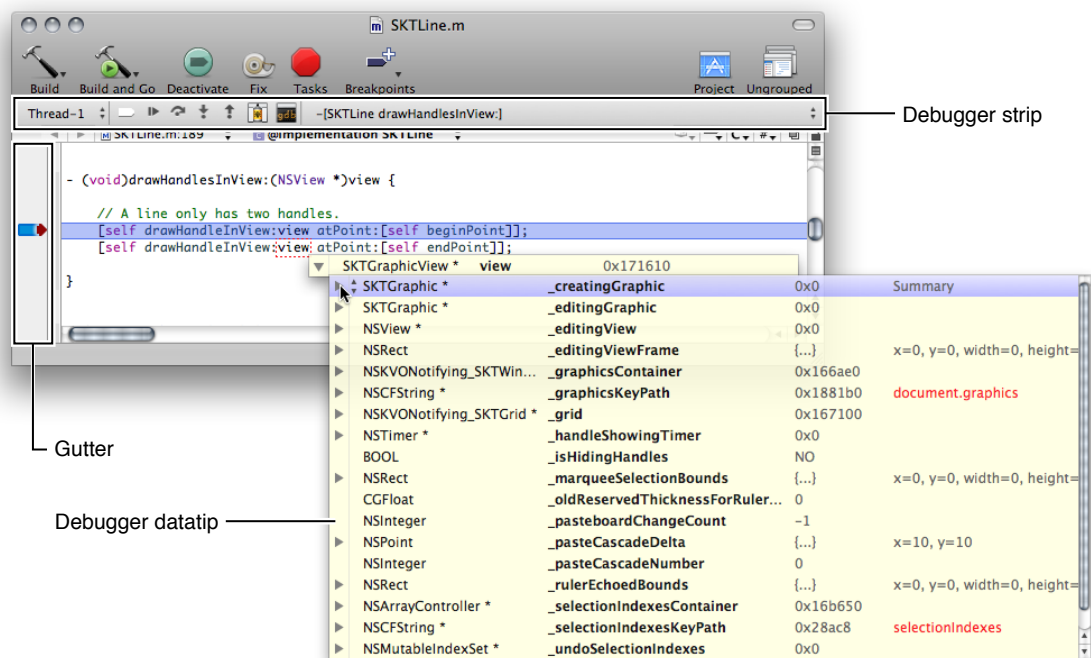 SKTLine.m
Build Build and Go Deactivate Fix Tasks Breakpoints Project Ungrouped
Thread-1 gdb -[SKTLine drawHandlesInView:]
Debugger strip
SKTLine.m:189 @implementation SKTLine C, #,
- (void)drawHandlesInView:(NSView *)view {
// A line only has two handles.
[self drawHandleInView:view atPoint:[self beginPoint]];
[self drawHandleInView:view atPoint:[self endPoint]];
}
SKTGraphicView * view 0x171610
SKTGraphic * _creatingGraphic 0x0 Summary
SKTGraphic * _editingGraphic 0x0
NSView * _editingView 0x0
NSRect _editingViewFrame {...} x=0, y=0, width=0, height=
NSKVONotifying_SKTWin... _graphicsContainer 0x166ae0
NSCFString * _graphicsKeyPath 0x1881b0 document.graphics
NSKVONotifying_SKTGrid * _grid 0x167100
NSTimer * _handleShowingTimer 0x0
Gutter
BOOL _isHidingHandles NO
NSRect _marqueeSelectionBounds {...} x=0, y=0, width=0, height=
CGFloat _oldReservedThicknessForRuler... 0
Debugger datatip
NSInteger _pasteboardChangeCount -1
NSPoint _pasteCascadeDelta {...} x=10, y=10
NSInteger _pasteCascadeNumber 0
NSRect _rulerEchoedBounds {...} x=0, y=0, width=0, height=
NSArrayController * _selectionIndexesContainer 0x16b650
NSCFString * _selectionIndexesKeyPath 0x28ac8 selectionIndexes
NSMutableIndexSet * _undoSelectionIndexes 0x0